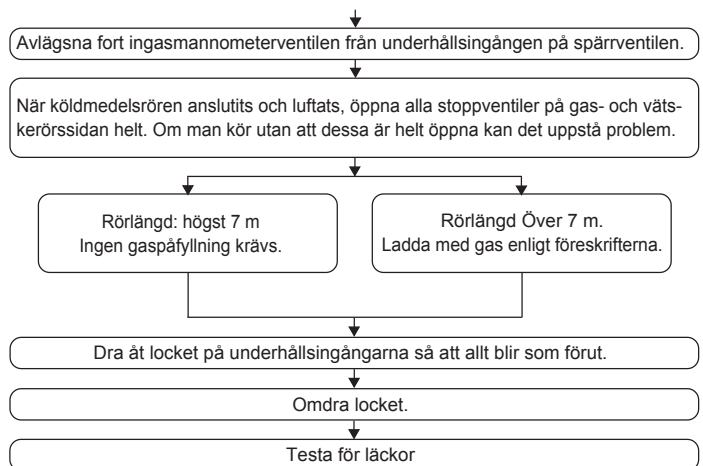 Avlägsna fort ingasmannometerventilen från underhållsingången på spärrventilen.
När köldmedelsrören anslutits och luftats, öppna alla stoppventiler på gas- och väts-
kerörssidan helt. Om man kör utan att dessa är helt öppna kan det uppstå problem.
Rörlängd: högst 7 m
Ingen gaspåfyllning krävs.
Rörlängd Över 7 m.
Ladda med gas enligt föreskrifterna.
Dra åt locket på underhållsingångarna så att allt blir som förut.
Omdra locket.
Testa för läckor